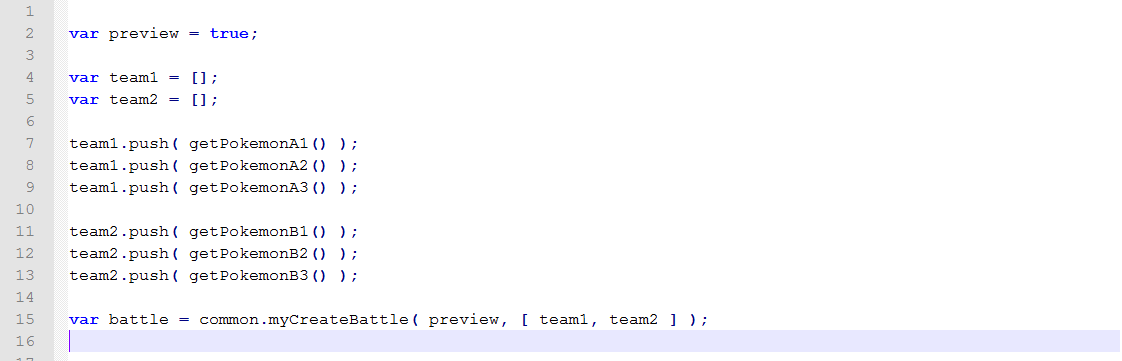 1
2 var preview = true;
3
4 var team1 = [];
5 var team2 = [];
6
7 team1.push( getPokemonA1() );
8 team1.push( getPokemonA2() );
9 team1.push( getPokemonA3() );
10
11 team2.push( getPokemonB1() );
12 team2.push( getPokemonB2() );
13 team2.push( getPokemonB3() );
14
15 var battle = common.myCreateBattle( preview, [ team1, team2 ] );
16